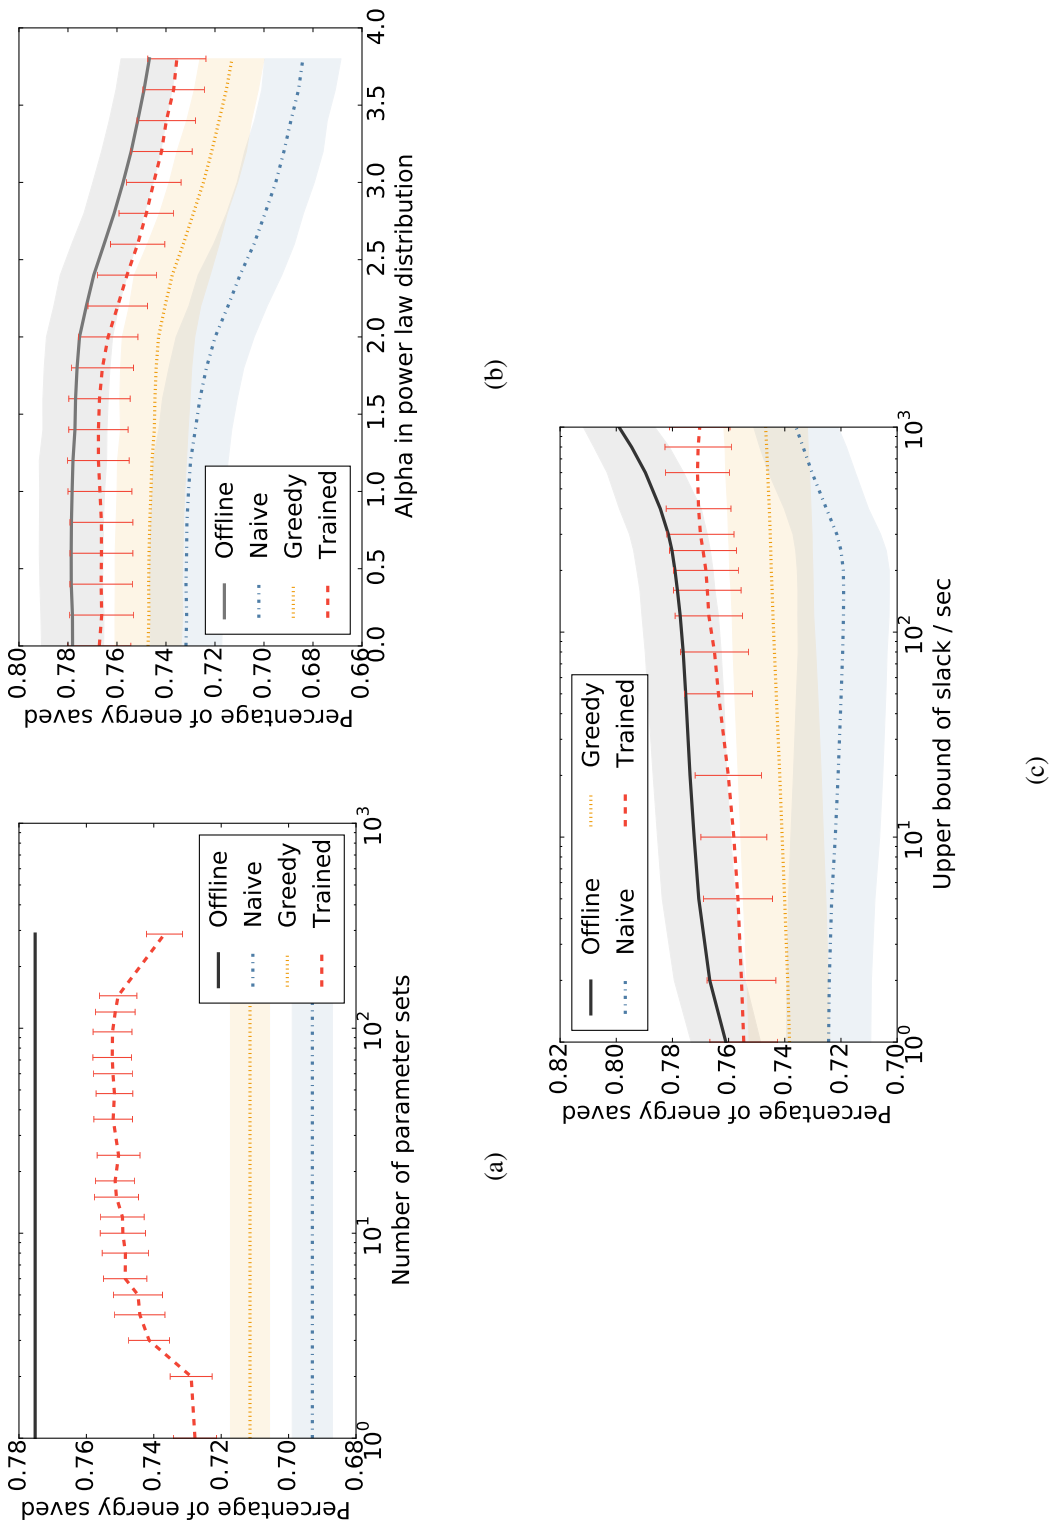 0.78
0.76
0.74
0.72
0.70
0.68
Percentage of energy saved
10^0
10^1
10^2
10^3
Number of parameter sets
Offline
Naive
Greedy
Trained
(a)
0.80
0.78
0.76
0.74
0.72
0.70
0.68
0.66
Percentage of energy saved
0.0
0.5
1.0
1.5
2.0
2.5
3.0
3.5
4.0
Alpha in power law distribution
Offline
Naive
Greedy
Trained
(b)
0.82
0.80
0.78
0.76
0.74
0.72
0.70
Percentage of energy saved
10^0
10^1
10^2
10^3
Upper bound of slack / sec
Offline
Naive
Greedy
Trained
(c)